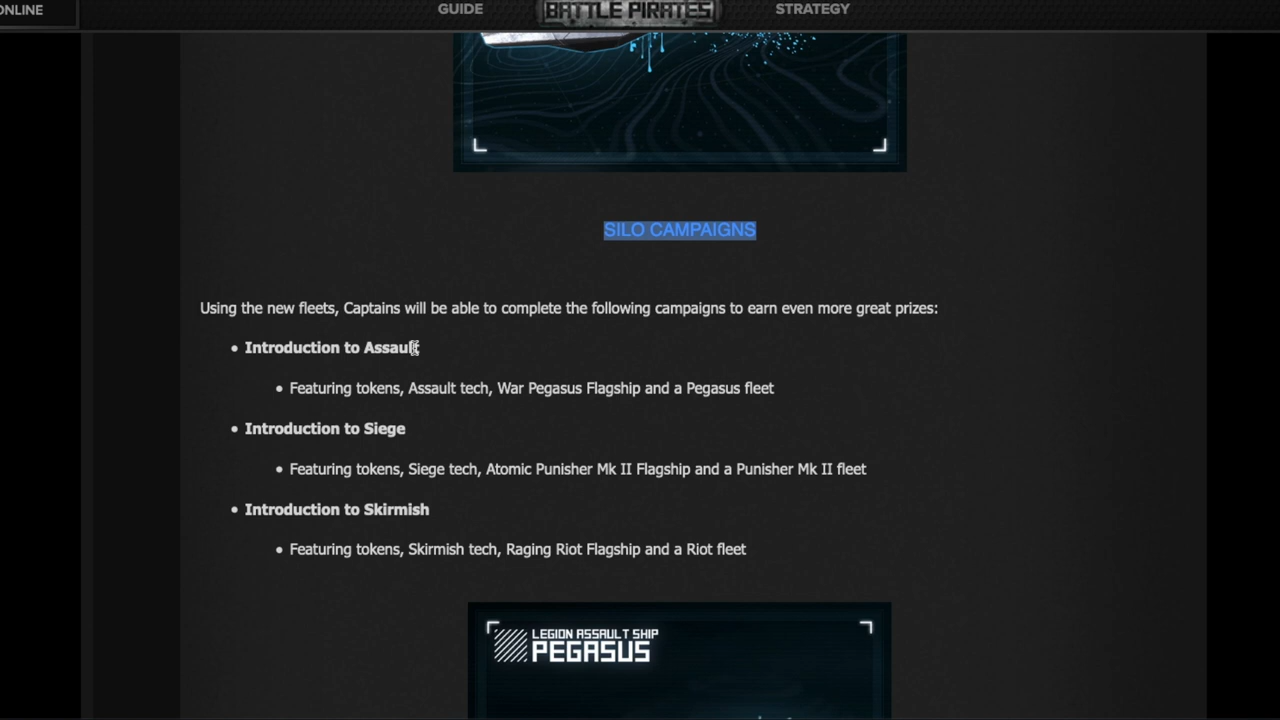 ONLINE
GUIDE
BATTLE PIRATES
STRATEGY
SILO CAMPAIGNS
Using the new fleets, Captains will be able to complete the following campaigns to earn even more great prizes:
• Introduction to Assault
• Featuring tokens, Assault tech, War Pegasus Flagship and a Pegasus fleet
• Introduction to Siege
• Featuring tokens, Siege tech, Atomic Punisher Mk II Flagship and a Punisher Mk II fleet
• Introduction to Skirmish
• Featuring tokens, Skirmish tech, Raging Riot Flagship and a Riot fleet
LEGION ASSAULT SHIP
PEGASUS